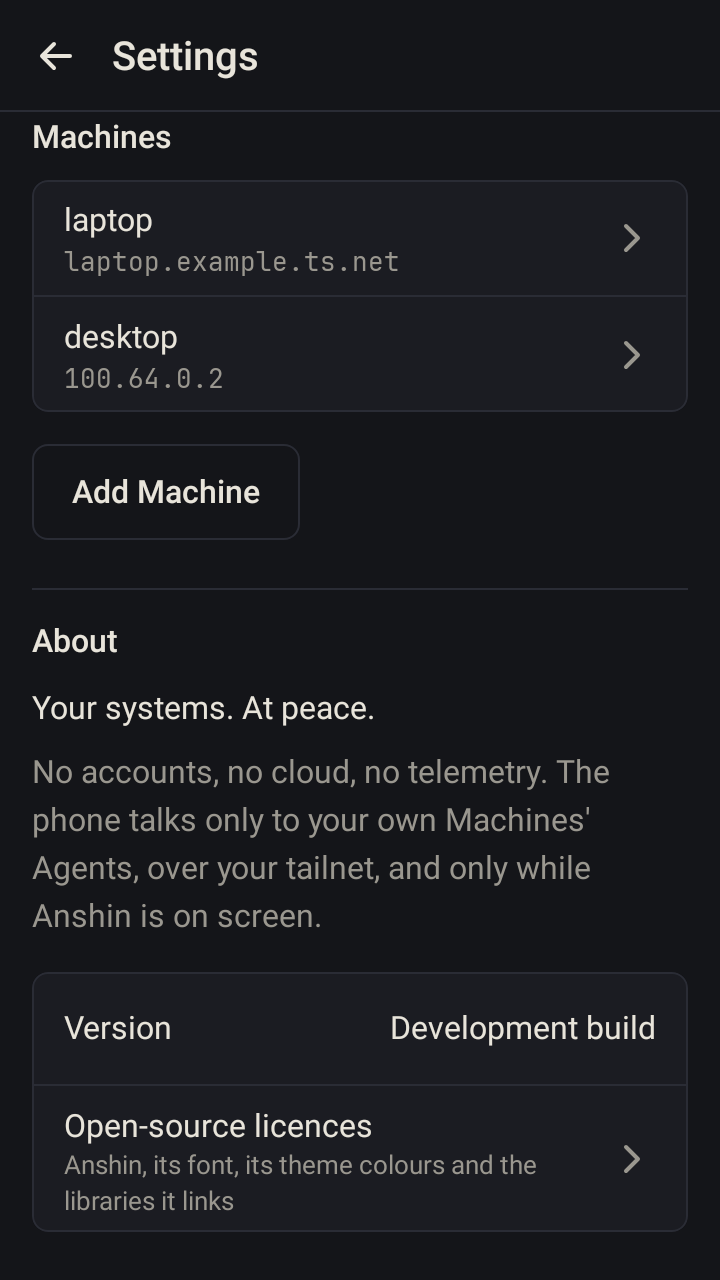 Settings
Machines
laptop
laptop.example.ts.net
desktop
100.64.0.2
Add Machine
About
Your systems. At peace.
No accounts, no cloud, no telemetry. The
phone talks only to your own Machines'
Agents, over your tailnet, and only while
Anshin is on screen.
Version Development build
Open-source licences
Anshin, its font, its theme colours and the
libraries it links